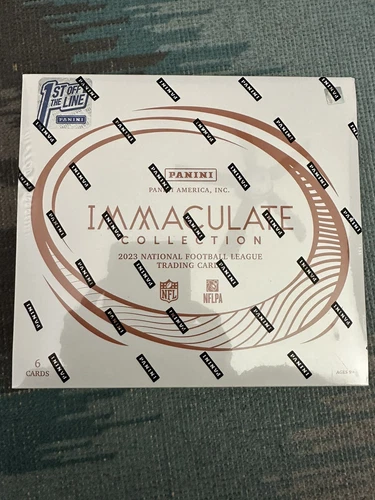 1ST OFF
THE LINE
PANINI
PANINI
PANINI AMERICA, INC.
IMMACULATE
COLLECTION
2023 NATIONAL FOOTBALL LEAGUE
TRADING CARDS
NFL
NFLPA
6
CARDS